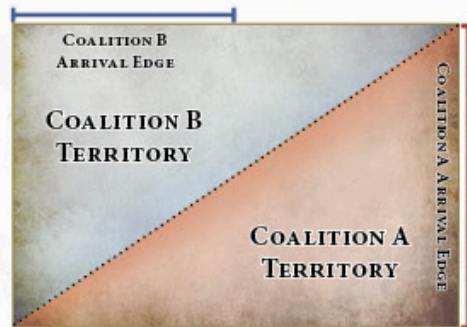 Coalition B
Arrival Edge
Coalition B
Territory
Coalition A Arrival Edge
Coalition A
Territory